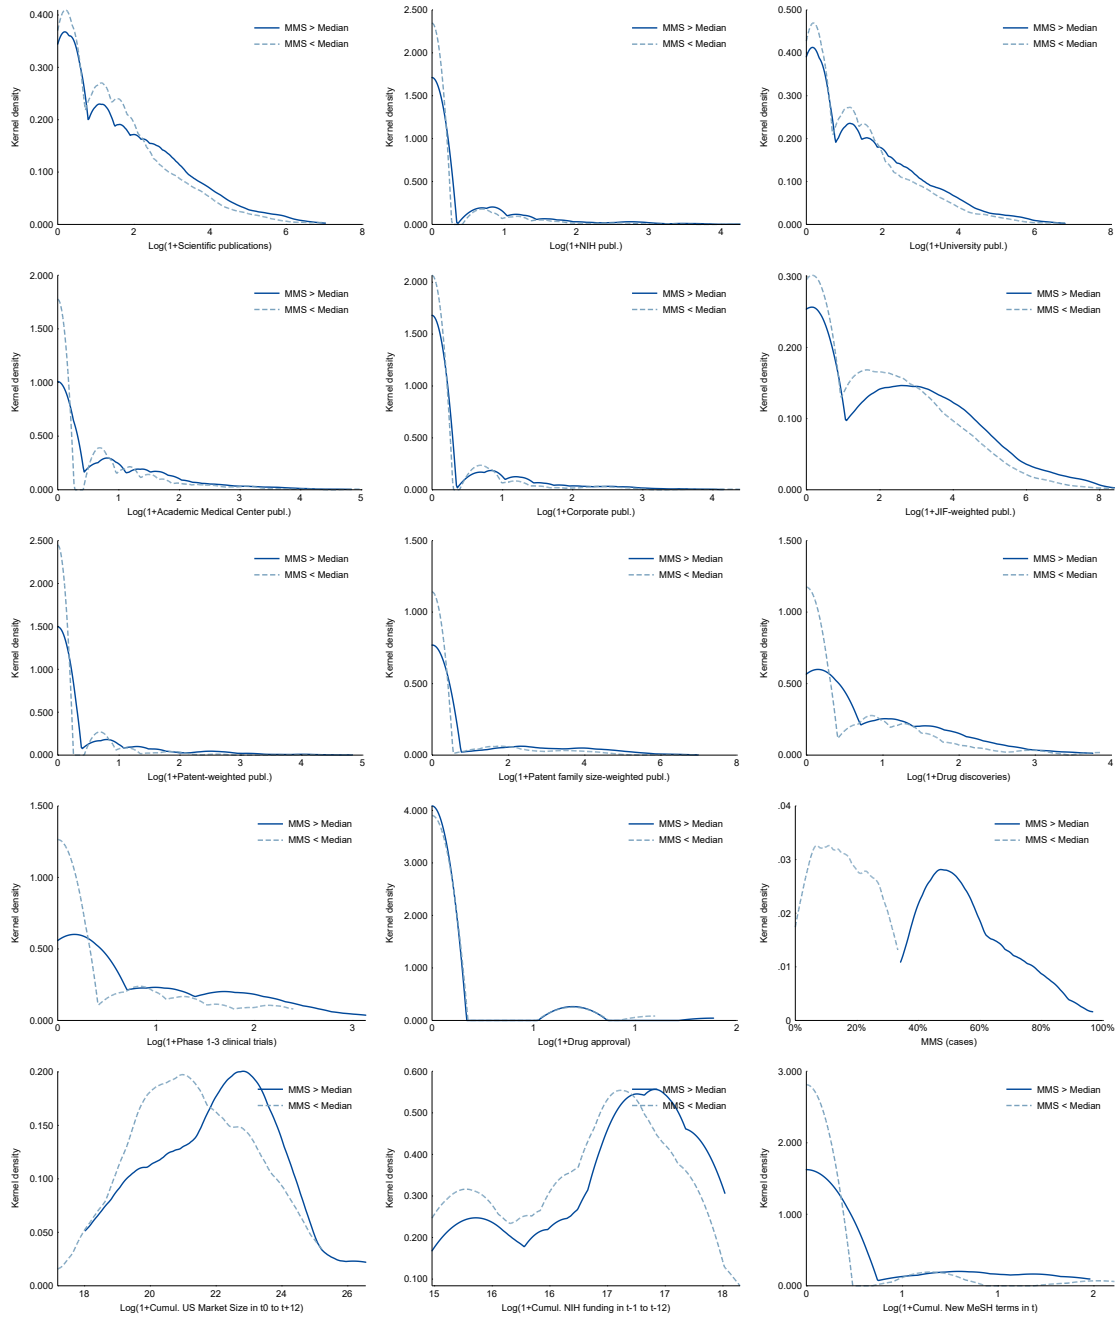 0.400
0.300
0.200
0.100
0.000
Kernel density
MMS > Median
MMS < Median
0 2 4 6 8
Log(1+Scientific publications)
2.500
2.000
1.500
1.000
0.500
0.000
Kernel density
MMS > Median
MMS < Median
0 1 2 3 4
Log(1+NIH publ.)
0.500
0.400
0.300
0.200
0.100
0.000
Kernel density
MMS > Median
MMS < Median
0 2 4 6 8
Log(1+University publ.)
2.000
1.500
1.000
0.500
0.000
Kernel density
MMS > Median
MMS < Median
0 1 2 3 4 5
Log(1+Academic Medical Center publ.)
2.000
1.500
1.000
0.500
0.000
Kernel density
MMS > Median
MMS < Median
0 1 2 3 4
Log(1+Corporate publ.)
0.300
0.200
0.100
0.000
Kernel density
MMS > Median
MMS < Median
0 2 4 6 8
Log(1+JIF-weighted publ.)
2.500
2.000
1.500
1.000
0.500
0.000
Kernel density
MMS > Median
MMS < Median
0 1 2 3 4 5
Log(1+Patent-weighted publ.)
1.500
1.000
0.500
0.000
Kernel density
MMS > Median
MMS < Median
0 2 4 6 8
Log(1+Patent family size-weighted publ.)
1.500
1.000
0.500
0.000
Kernel density
MMS > Median
MMS < Median
0 1 2 3 4
Log(1+Drug discoveries)
1.500
1.000
0.500
0.000
Kernel density
MMS > Median
MMS < Median
0 1 2 3
Log(1+Phase 1-3 clinical trials)
4.000
3.000
2.000
1.000
0.000
Kernel density
MMS > Median
MMS < Median
0 1 1 2
Log(1+Drug approval)
.04
.03
.02
.01
0
Kernel density
MMS > Median
MMS < Median
0% 20% 40% 60% 80% 100%
MMS (cases)
0.200
0.150
0.100
0.050
0.000
Kernel density
MMS > Median
MMS < Median
18 20 22 24 26
Log(1+Cumul. US Market Size in t0 to t+12)
0.600
0.500
0.400
0.300
0.200
0.100
Kernel density
MMS > Median
MMS < Median
15 16 16 17 17 18
Log(1+Cumul. NIH funding in t-1 to t-12)
3.000
2.000
1.000
0.000
Kernel density
MMS > Median
MMS < Median
0 1 1 2
Log(1+Cumul. New MeSH terms in t)